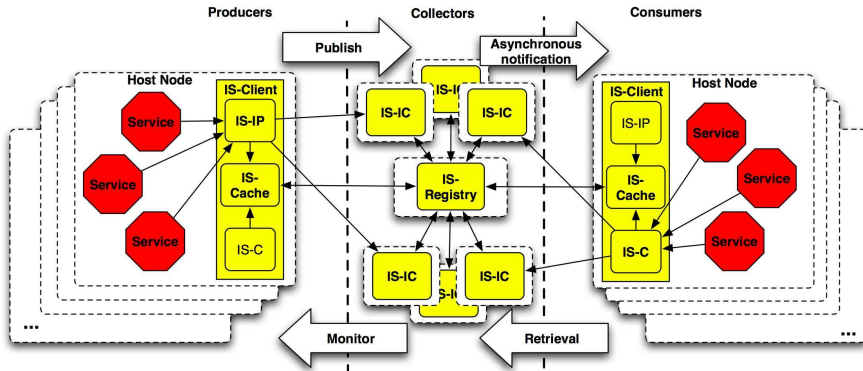 Producers
Collectors
Consumers
Publish
Asynchronous
notification
Host Node
IS-Client
Service
IS-IP
Service
IS-
Cache
Service
IS-C
...
IS-IC
IS-IC
IS-
Registry
IS-IC
IS-IC
IS-Client
Host Node
IS-IP
Service
IS-
Cache
Service
IS-C
Service
...
Monitor
Retrieval